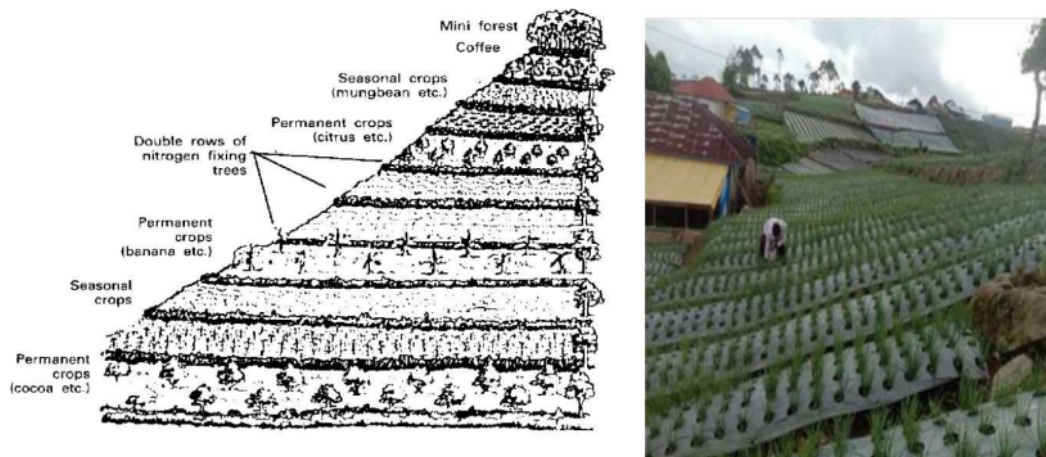 Mini forest
Coffee
Seasonal crops
(mungbean etc.)
Permanent crops
(citrus etc.)
Double rows of
nitrogen fixing
trees
Permanent
crops
(banana etc.)
Seasonal
crops
Permanent
crops
(cocoa etc.)